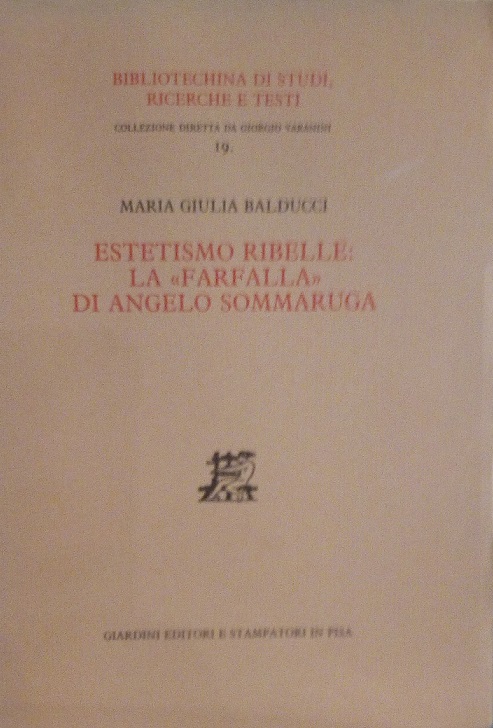 BIBLIOTECHINA DI STUDI,
RICERCHE E TESTI
COLLEZIONE DIRETTA DA GIORGIO VARANINI
19.
MARIA GIULIA BALDUCCI
ESTETISMO RIBELLE:
LA «FARFALLA»
DI ANGELO SOMMARUGA
GIARDINI EDITORI E STAMPATORI IN PISA